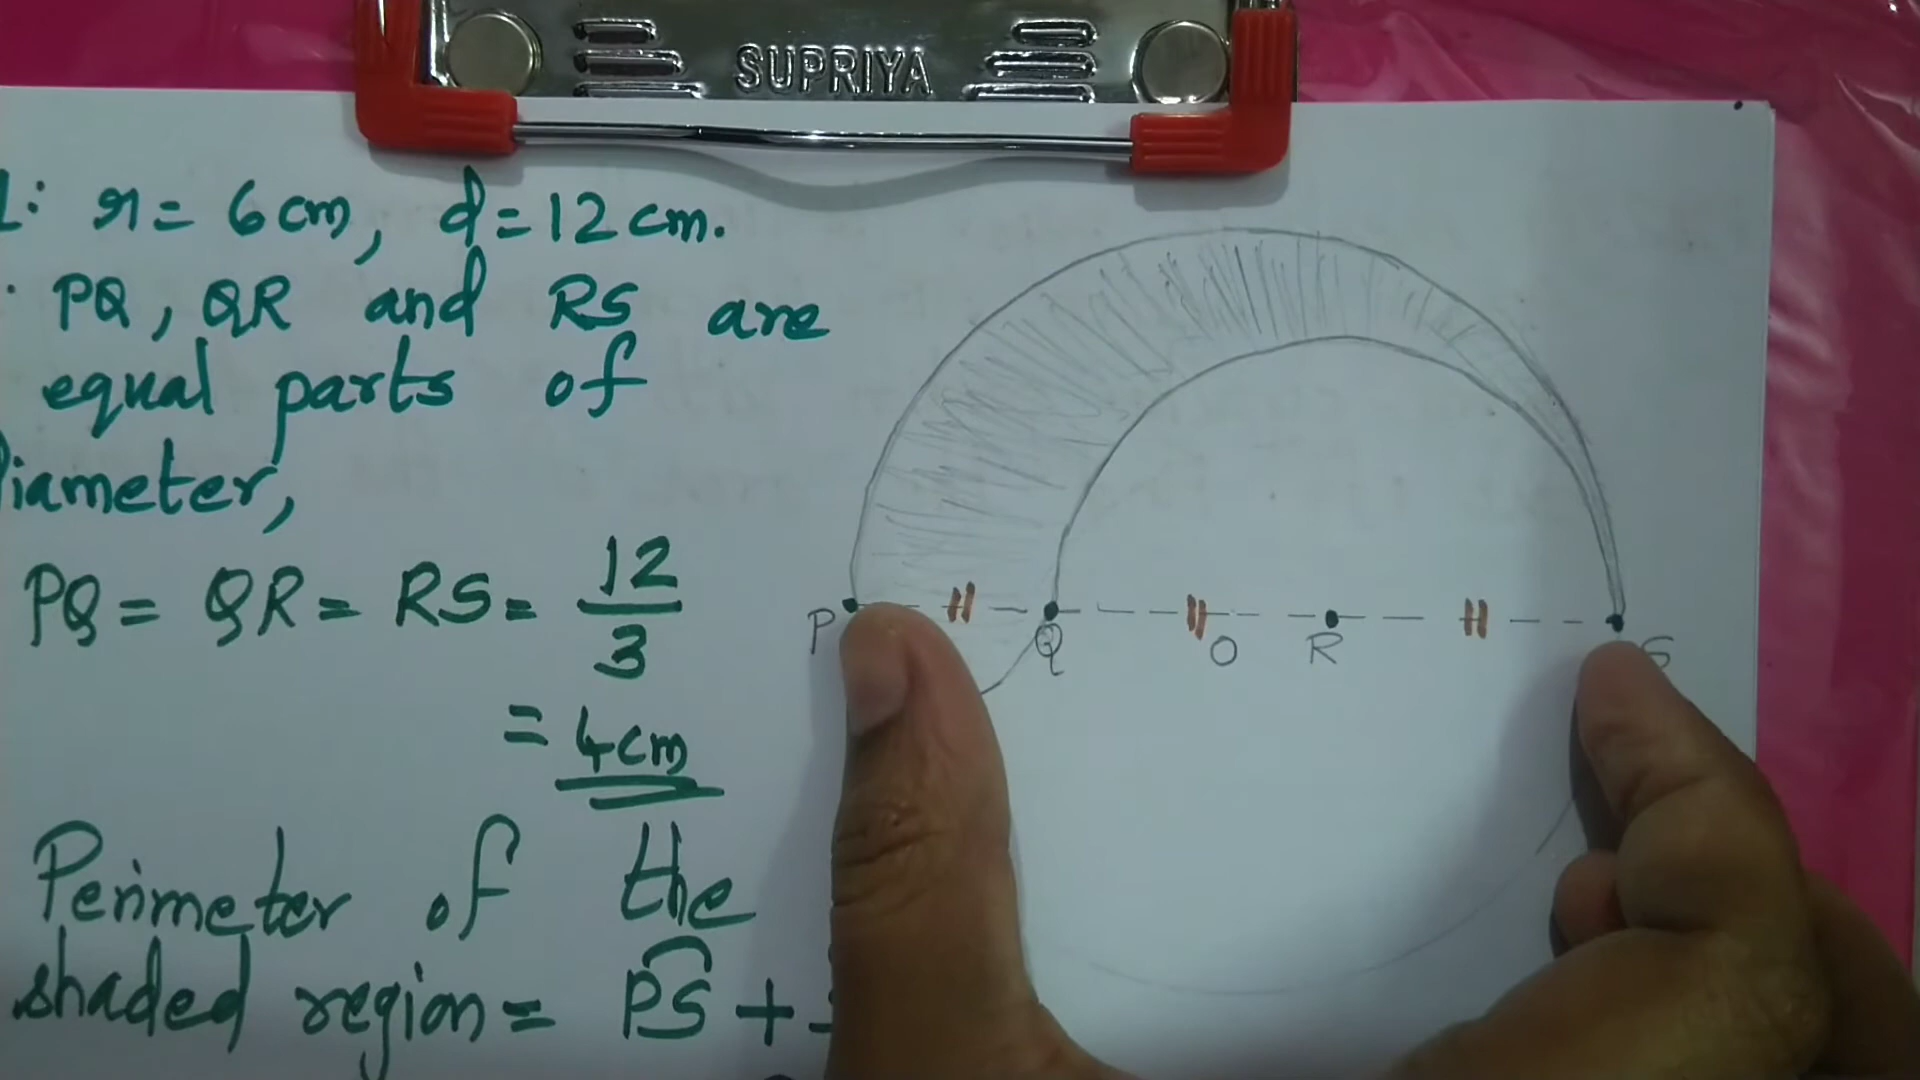 SUPRIYA
r = 6 cm, d = 12 cm.
PQ, QR and RS are
equal parts of
diameter,
PQ = QR = RS = 12/3
= 4cm
Perimeter of the
shaded region = PS +
P Q O R S